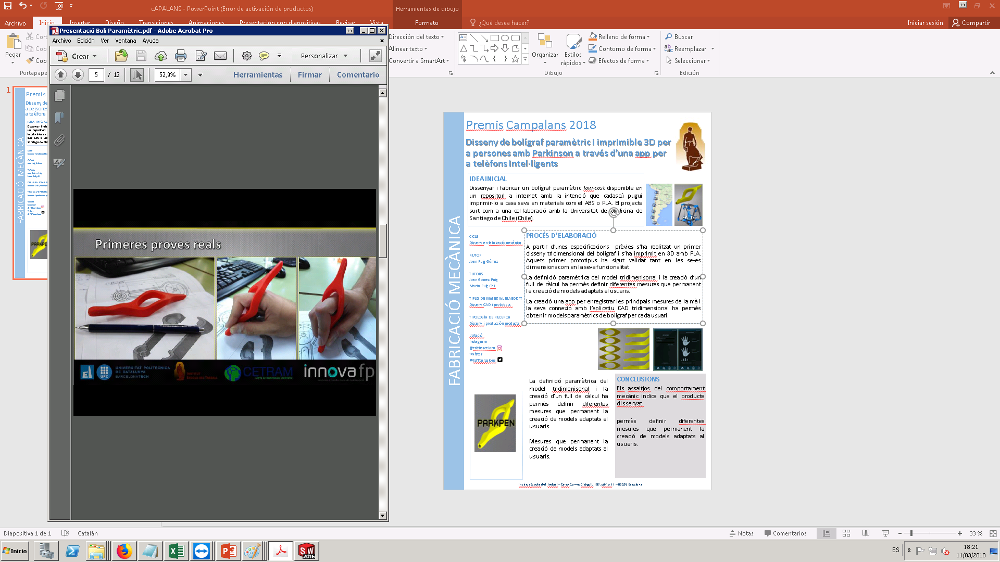 cAPALANS - PowerPoint (Error de activación de productos)
Herramientas de dibujo
Archivo
Inicio
Insertar
Diseño
Transiciones
Animaciones
Presentación con diapositivas
Revisar
Vista
Formato
¿Qué desea hacer?
Iniciar sesión
Compartir
Pegar
Cort
Cop
Cop
Portapape
Dirección del texto
Alinear texto
Convertir a SmartArt
Organizar
Estilos
rápidos
Relleno de forma
Contorno de forma
Efectos de forma
Dibujo
Buscar
Reemplazar
Seleccionar
Edición
Presentació Boli Paramètric.pdf - Adobe Acrobat Pro
Archivo Edición Ver Ventana Ayuda
Crear
Personalizar
5 / 12
52,9%
Herramientas
Firmar
Comentario
Primeres proves reals
UNIVERSITAT POLITÈCNICA
DE CATALUNYA
BARCELONATECH
UPC
INSTITUT
ESCOLA DEL TREBALL
CETRAM
innovafp
1
Premis
Disseny de
a persones
a telèfons
IDEA INICIAL
FABRICACIÓ MECÀNICA
FABRICACIÓ MECÀNICA
Premis Campalans 2018
Disseny de bolígraf paramètric i imprimible 3D per
a persones amb Parkinson a través d'una app per
a telèfons Intel·ligents
IDEA INICIAL
Dissenyar i fabricar un bolígraf paramètric low-cost disponible en
un repositori a internet amb la intenció que cadascú pugui
imprimir-lo a casa seva en materials com el ABS o PLA. El projecte
surt com a una col·laboració amb la Universitat de Medicina de
Santiago de Chile (Chile).
CICLE
Disseny en fabricació mecànica
AUTOR
Joan Puig Gómez
TUTORS
Joan Gómez Puig
Marta Puig Cel
TIPUS DE MATERIAL ELABORAT
Disseny CAD i prototipus
TIPOLOGÍA DE RECERCA
Disseny i producción producte
Votació
Instagram
@edtbarcelona
Twitter
@EdTbarcelona
PROCÉS D'ELABORACIÓ
A partir d'unes especificacions prèvies s'ha realitzat un primer
disseny tridimensional del bolígraf i s'ha imprimit en 3D amb PLA.
Aquets primer prototipus ha sigut validat tant en les seves
dimensions com en la seva funcionalitat.
La definició paramètrica del model tridimenisonal i la creació d'un
full de càlcul ha permès definir diferentes mesures que permanent
la creació de models adaptats al usuaris.
La creació una app per enregistrar les principals mesures de la mà i
la seva connexió amb l'aplicatiu CAD tridimensional ha permès
obtenir models paramètrics de bolígraf per cada usuari.
PARKPEN
La definició paramètrica del
model tridimenisonal i la
creació d'un full de càlcul ha
permès definir diferentes
mesures que permanent la
creació de models adaptats al
usuaris.
Mesures que permanent la
creació de models adaptats al
usuaris.
CONCLUSIONS
Els assaitjos del comportament
mecànic indica que el producte
dissenyat.
permès definir diferentes
mesures que permanent la
creació de models adaptats al
usuaris.
Diapositiva 1 de 1
Catalán
Notas
Comentarios
33 %
Inicio
SW
2016
ES
18:21
11/03/2018